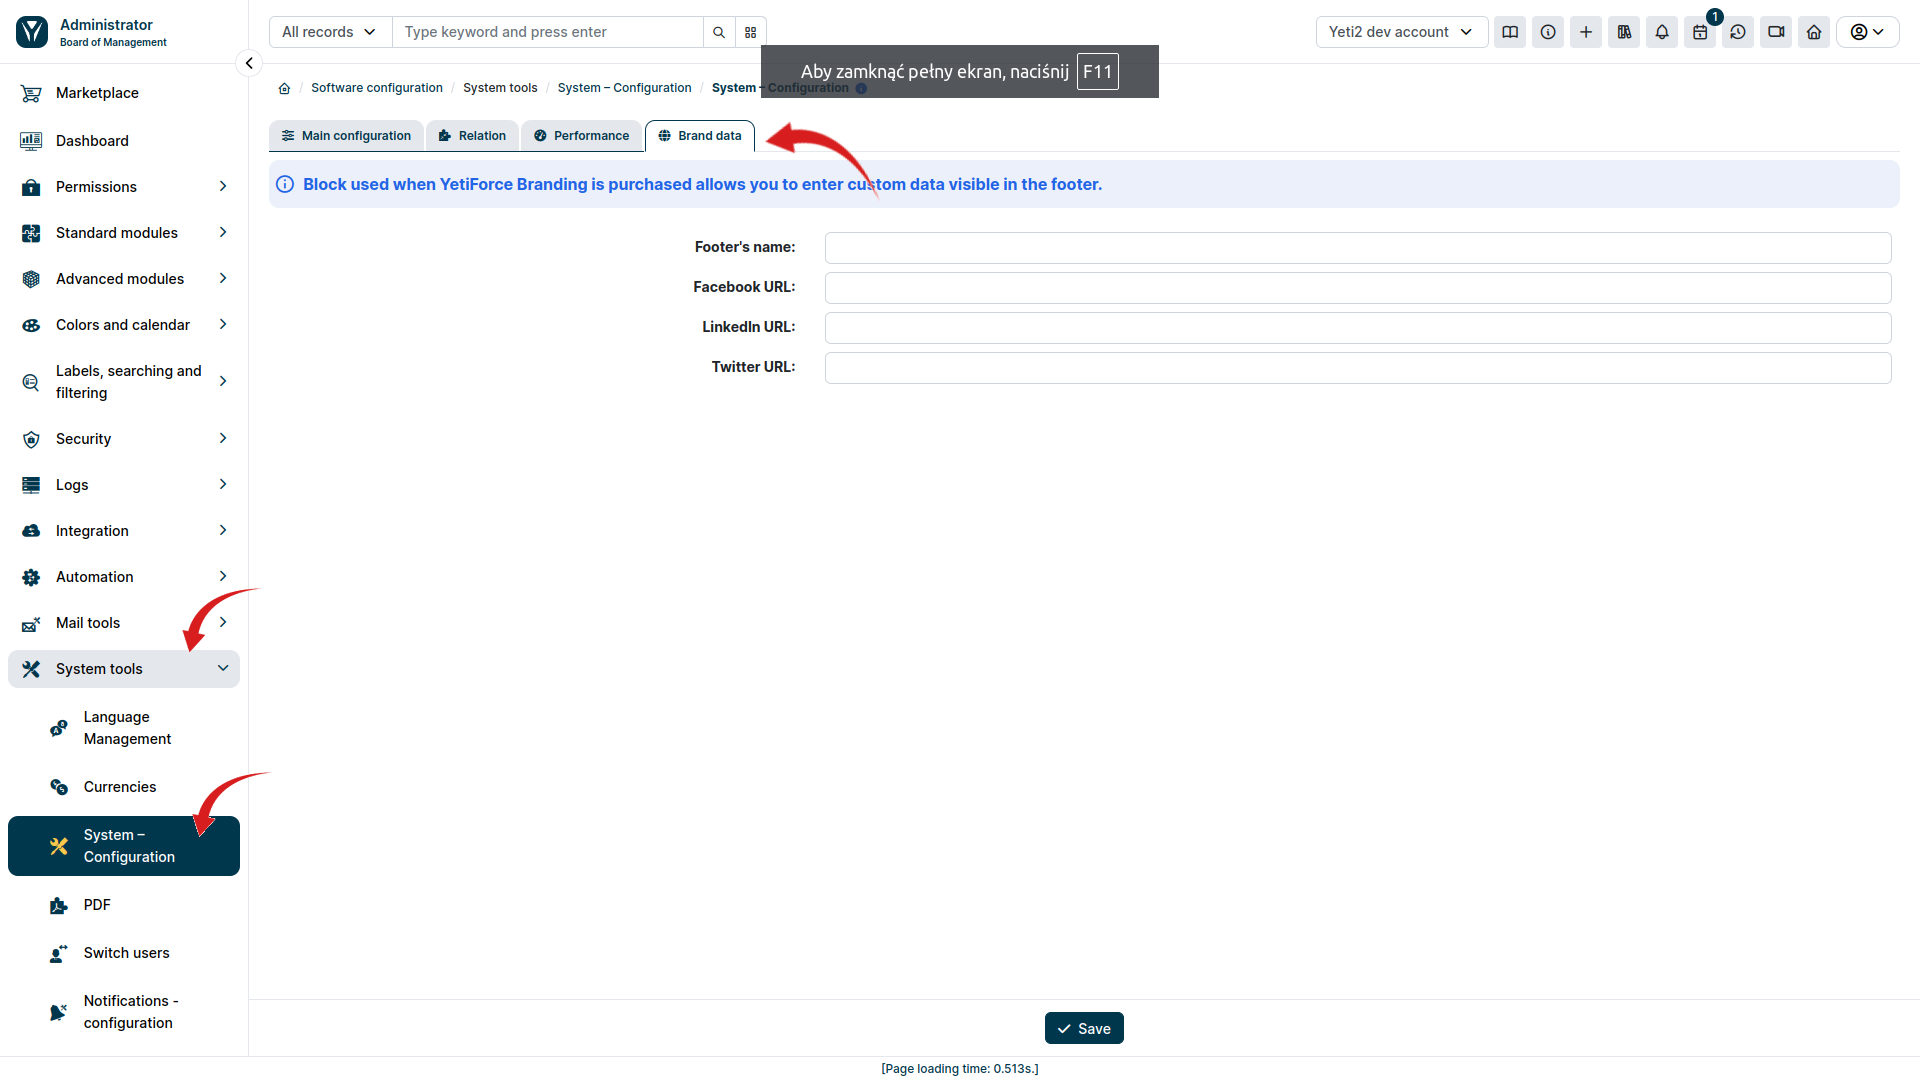 Administrator
Board of Management
All records
Type keyword and press enter
Yeti2 dev account
1
Aby zamknąć pełny ekran, naciśnij F11
Software configuration / System tools / System – Configuration / System – Configuration
Marketplace
Dashboard
Permissions
Standard modules
Advanced modules
Colors and calendar
Labels, searching and
filtering
Security
Logs
Integration
Automation
Mail tools
System tools
Language
Management
Currencies
System –
Configuration
PDF
Switch users
Notifications -
configuration
Main configuration
Relation
Performance
Brand data
Block used when YetiForce Branding is purchased allows you to enter custom data visible in the footer.
Footer's name:
Facebook URL:
LinkedIn URL:
Twitter URL:
Save
[Page loading time: 0.513s.]